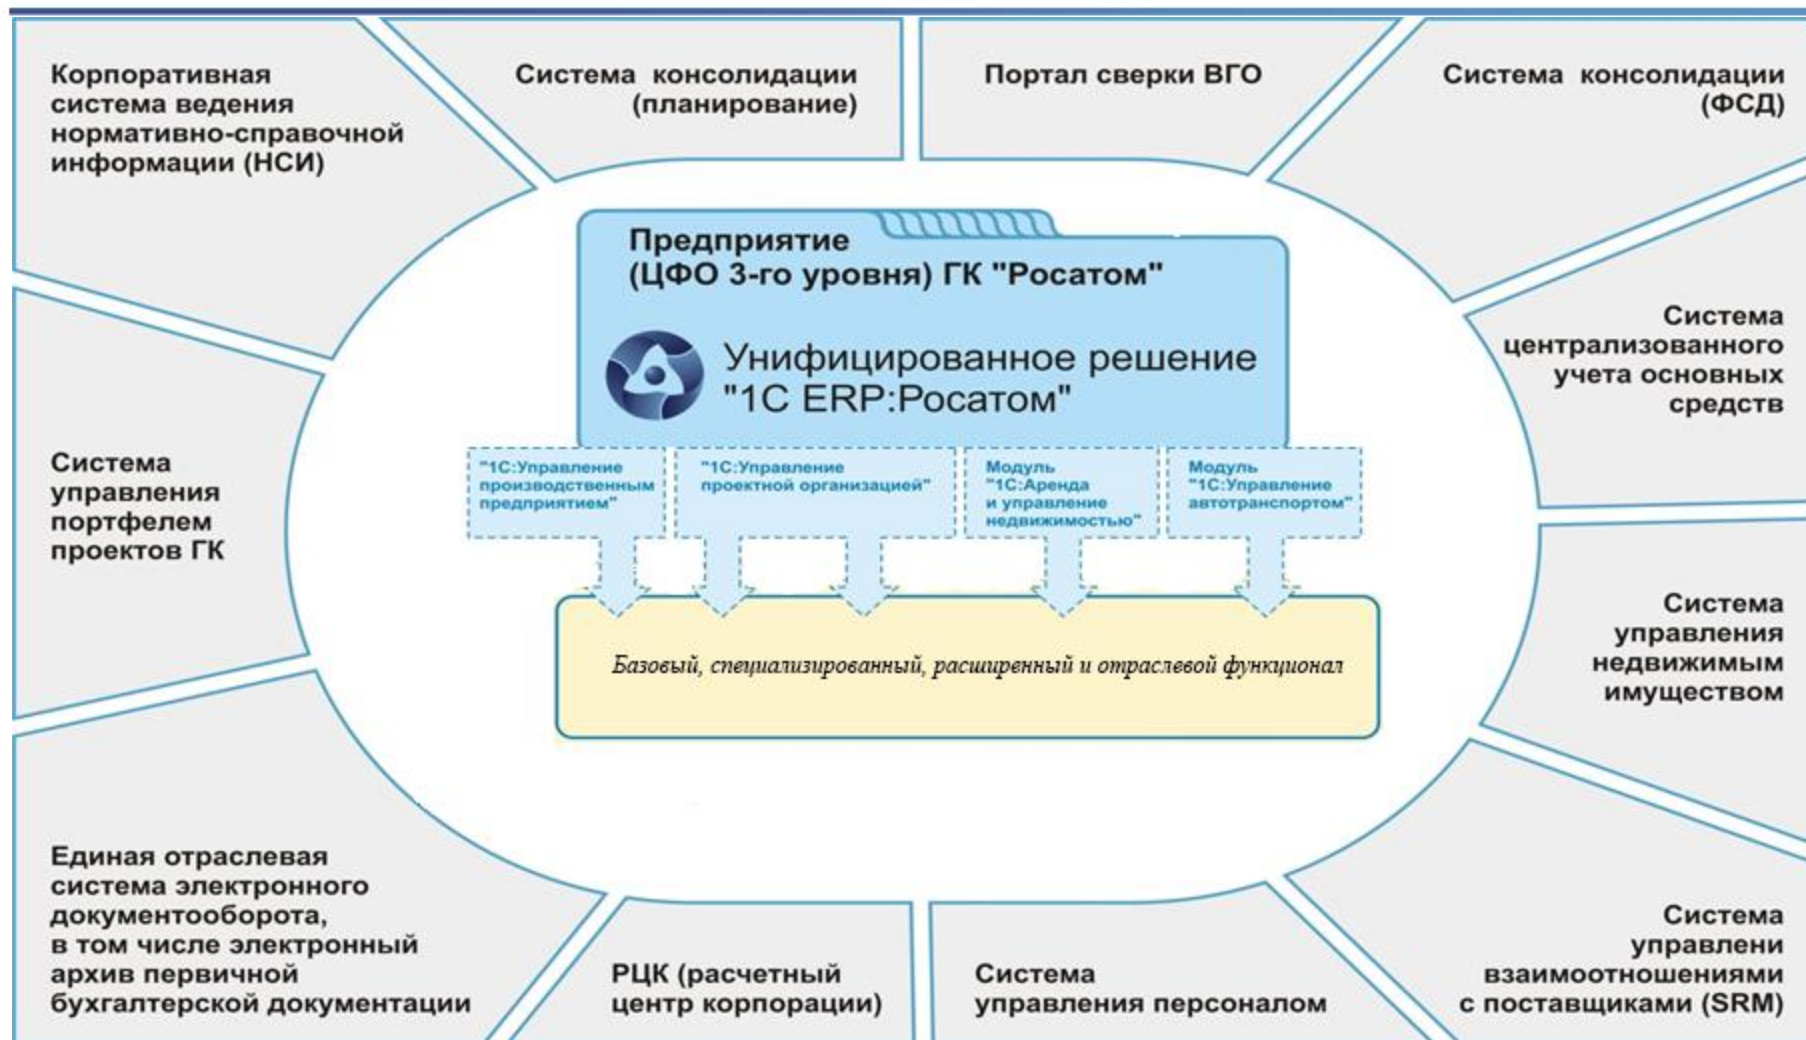 Корпоративная
система ведения
нормативно-справочной
информации (НСИ)
Система консолидации
(планирование)
Портал сверки ВГО
Система консолидации
(ФСД)
Предприятие
(ЦФО 3-го уровня) ГК "Росатом"
Унифицированное решение
"1С ERP:Росатом"
"1С:Управление
производственным
предприятием"
"1С:Управление
проектной организацией"
Модуль
"1С:Аренда
и управление
недвижимостью"
Модуль
"1С:Управление
автотранспортом"
Базовый, специализированный, расширенный и отраслевой функционал
Система
централизованного
учета основных
средств
Система
управления
портфелем
проектов ГК
Система
управления
недвижимым
имуществом
Единая отраслевая
система электронного
документооборота,
в том числе электронный
архив первичной
бухгалтерской документации
РЦК (расчетный
центр корпорации)
Система
управления персоналом
Система
управлени
взаимоотношениями
с поставщиками (SRM)